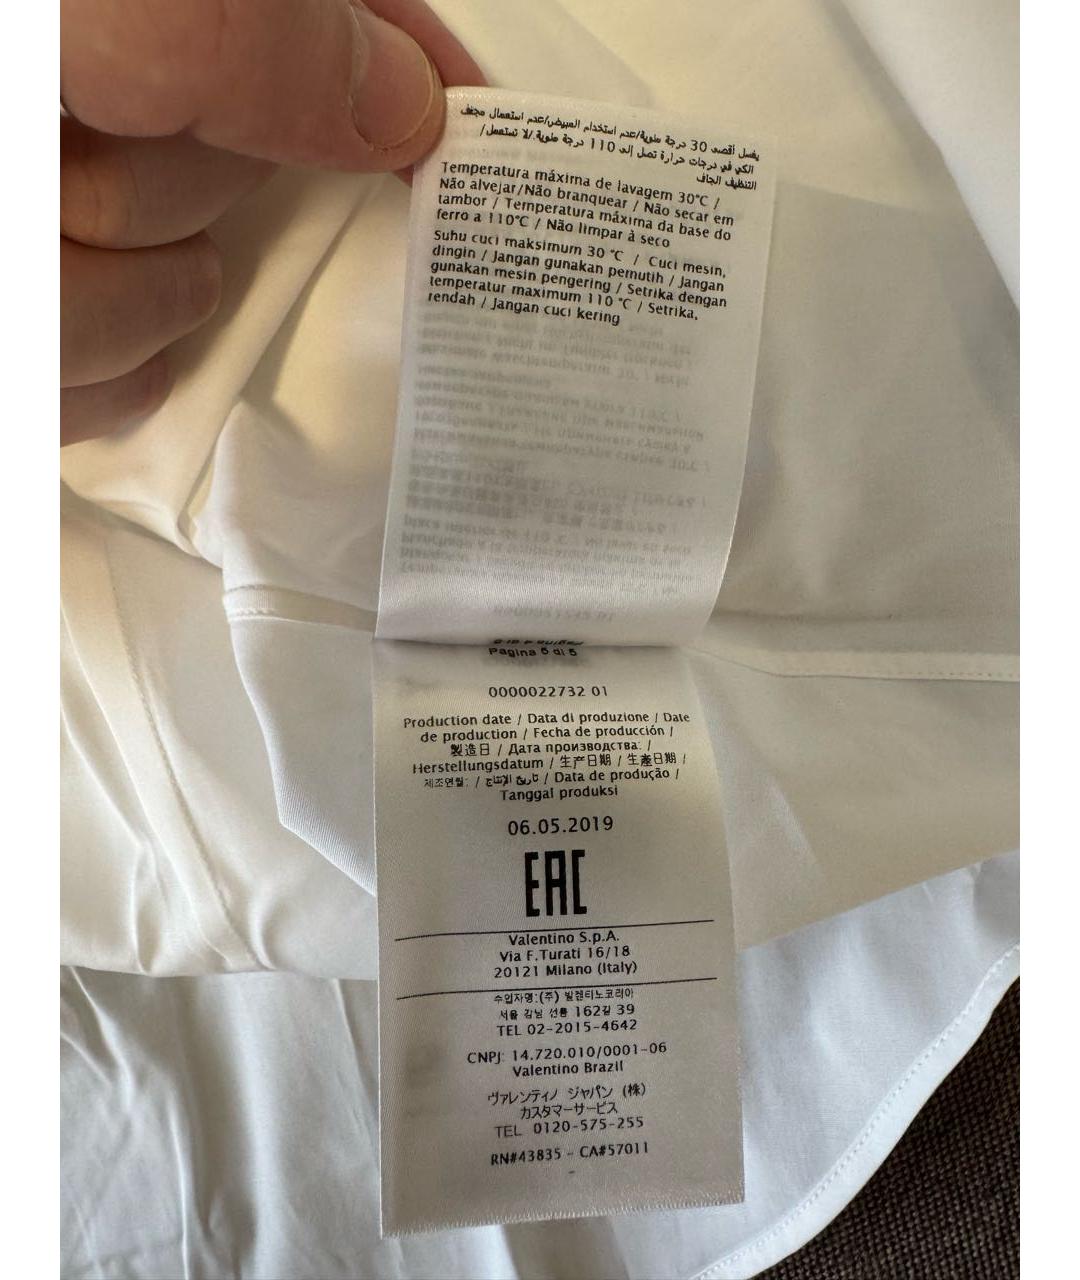 يغسل أقصى 30 درجة مئوية/عدم استخدام المبيض/عدم استعمال مجفف
الكي في درجات حرارة تصل إلى 110 درجة مئوية/لا تستعمل/
التنظيف الجاف
Temperatura máxima de lavagem 30°C /
Não alvejar/Não branquear / Não secar em
tambor / Temperatura máxima da base do
ferro a 110°C / Não limpar à seco
Suhu cuci maksimum 30 °C / Cuci mesin,
dingin / Jangan gunakan pemutih / Jangan
gunakan mesin pengering / Setrika dengan
temperatur maximum 110 °C / Setrika,
rendah / Jangan cuci kering
Pagina 5 di 5
0000022732 01
Production date / Data di produzione / Date
de production / Fecha de producción /
製造日 / Дата производства: /
Herstellungsdatum / 生产日期 / 生產日期 /
제조연월: / تاريخ الإنتاج / Data de produção /
Tanggal produksi
06.05.2019
EAC
Valentino S.p.A.
Via F.Turati 16/18
20121 Milano (Italy)
수입자명:(주) 발렌티노코리아
서울 강남 선릉 162길 39
TEL 02-2015-4642
CNPJ: 14.720.010/0001-06
Valentino Brazil
ヴァレンティノ ジャパン (株)
カスタマーサービス
TEL 0120-575-255
RN#43835 - CA#57011